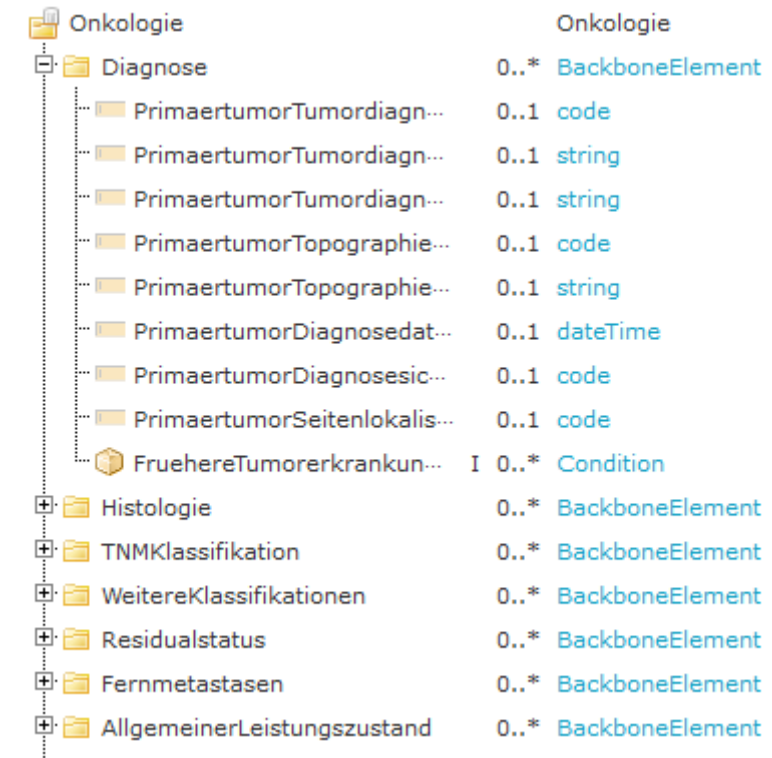 Onkologie Onkologie
Diagnose 0..* BackboneElement
PrimaertumorTumordiagn... 0..1 code
PrimaertumorTumordiagn... 0..1 string
PrimaertumorTumordiagn... 0..1 string
PrimaertumorTopographie... 0..1 code
PrimaertumorTopographie... 0..1 string
PrimaertumorDiagnosedat... 0..1 dateTime
PrimaertumorDiagnosesic... 0..1 code
PrimaertumorSeitenlokalis... 0..1 code
FruehereTumorerkrankun... I 0..* Condition
Histologie 0..* BackboneElement
TNMKlassifikation 0..* BackboneElement
WeitereKlassifikationen 0..* BackboneElement
Residualstatus 0..* BackboneElement
Fernmetastasen 0..* BackboneElement
AllgemeinerLeistungszustand 0..* BackboneElement